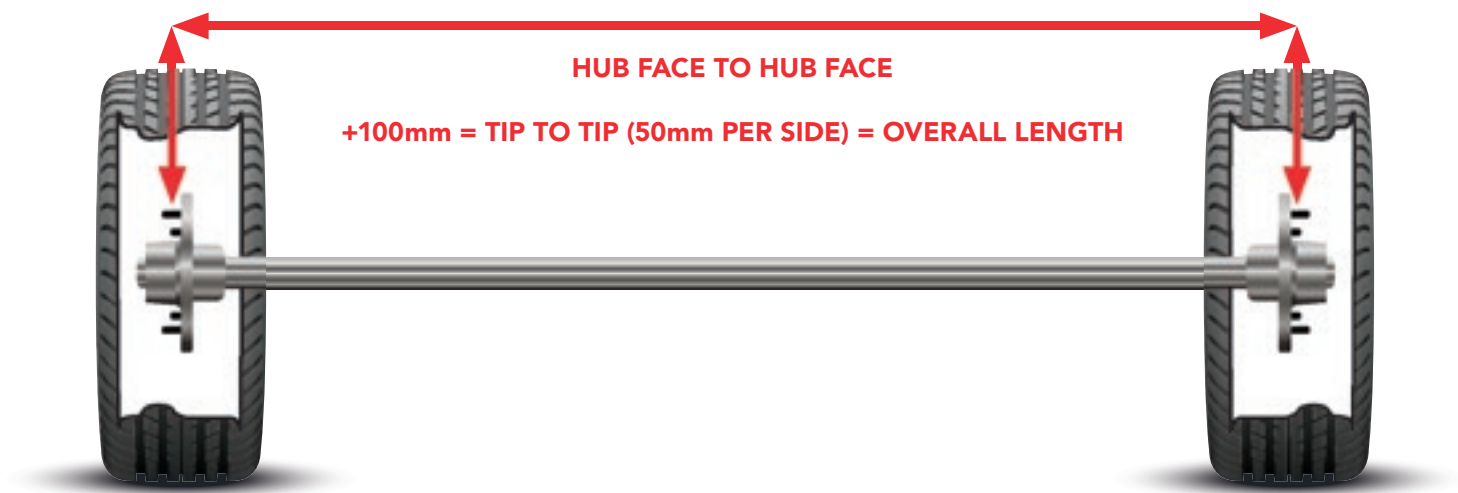 HUB FACE TO HUB FACE
+100mm = TIP TO TIP (50mm PER SIDE) = OVERALL LENGTH